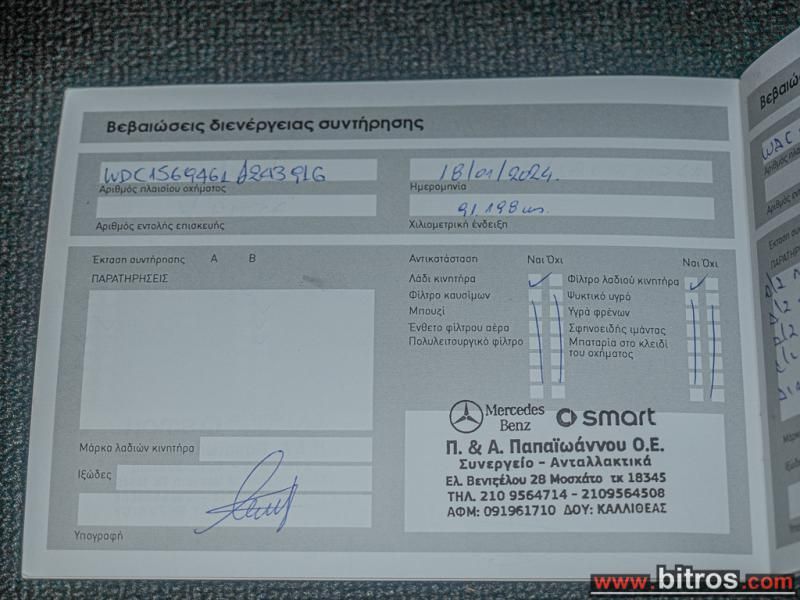 Βεβαιώσεις διενέργειας συντήρησης
Βεβαιώ
WDC1569461J243916 18/01/2024.
Αριθμός πλαισίου οχήματος Ημερομηνία
91.198 κm.
Αριθμός εντολής επισκευής Χιλιομετρική ένδειξη
Έκταση συντήρησης Α Β
ΠΑΡΑΤΗΡΗΣΕΙΣ
Αντικατάσταση Ναι Όχι Ναι Όχι
Λάδι κινητήρα Φίλτρο λαδιού κινητήρα
Φίλτρο καυσίμων Ψυκτικό υγρό
Μπουζί Υγρά φρένων
Ένθετο φίλτρου αέρα Σφηνοειδής ιμάντας
Πολυλειτουργικό φίλτρο Μπαταρία στο κλειδί
του οχήματος
Μάρκα λαδιών κινητήρα
Ιξώδες
Υπογραφή
Mercedes smart
Benz
Π. & Α. Παπαϊωάννου Ο.Ε.
Συνεργείο - Ανταλλακτικά
Ελ. Βενιζέλου 28 Μοσχάτο τκ 18345
ΤΗΛ. 210 9564714 - 2109564508
ΑΦΜ: 091961710 ΔΟΥ: ΚΑΛΛΙΘΕΑΣ
www.bitros.com